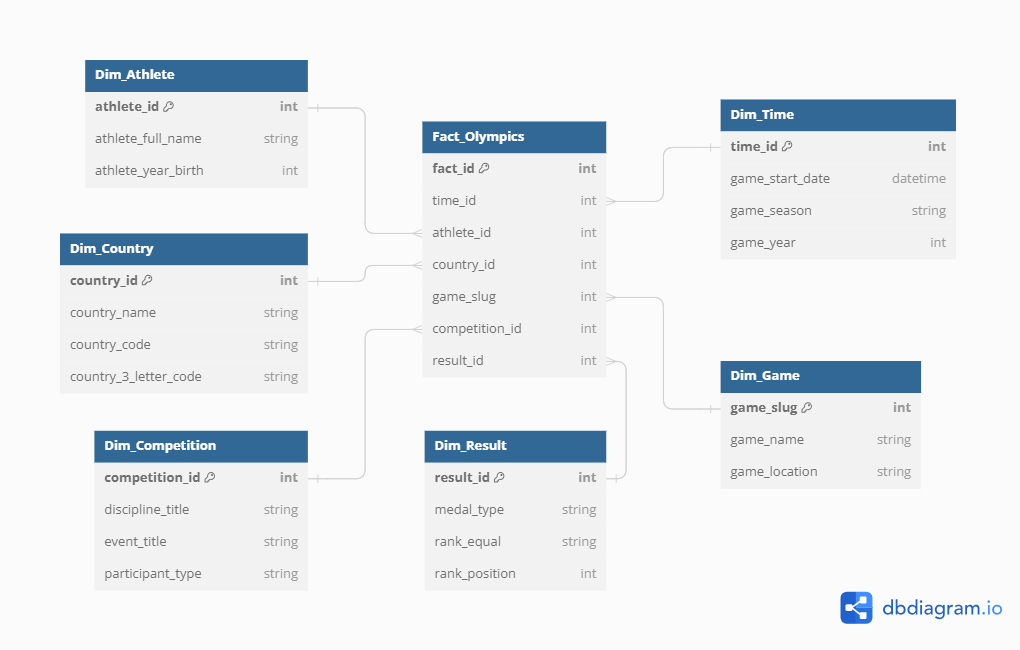 Dim_Athlete
athlete_id int
athlete_full_name string
athlete_year_birth int
Dim_Country
country_id int
country_name string
country_code string
country_3_letter_code string
Dim_Competition
competition_id int
discipline_title string
event_title string
participant_type string
Fact_Olympics
fact_id int
time_id int
athlete_id int
country_id int
game_slug int
competition_id int
result_id int
Dim_Result
result_id int
medal_type string
rank_equal string
rank_position int
Dim_Time
time_id int
game_start_date datetime
game_season string
game_year int
Dim_Game
game_slug int
game_name string
game_location string
dbdiagram.io